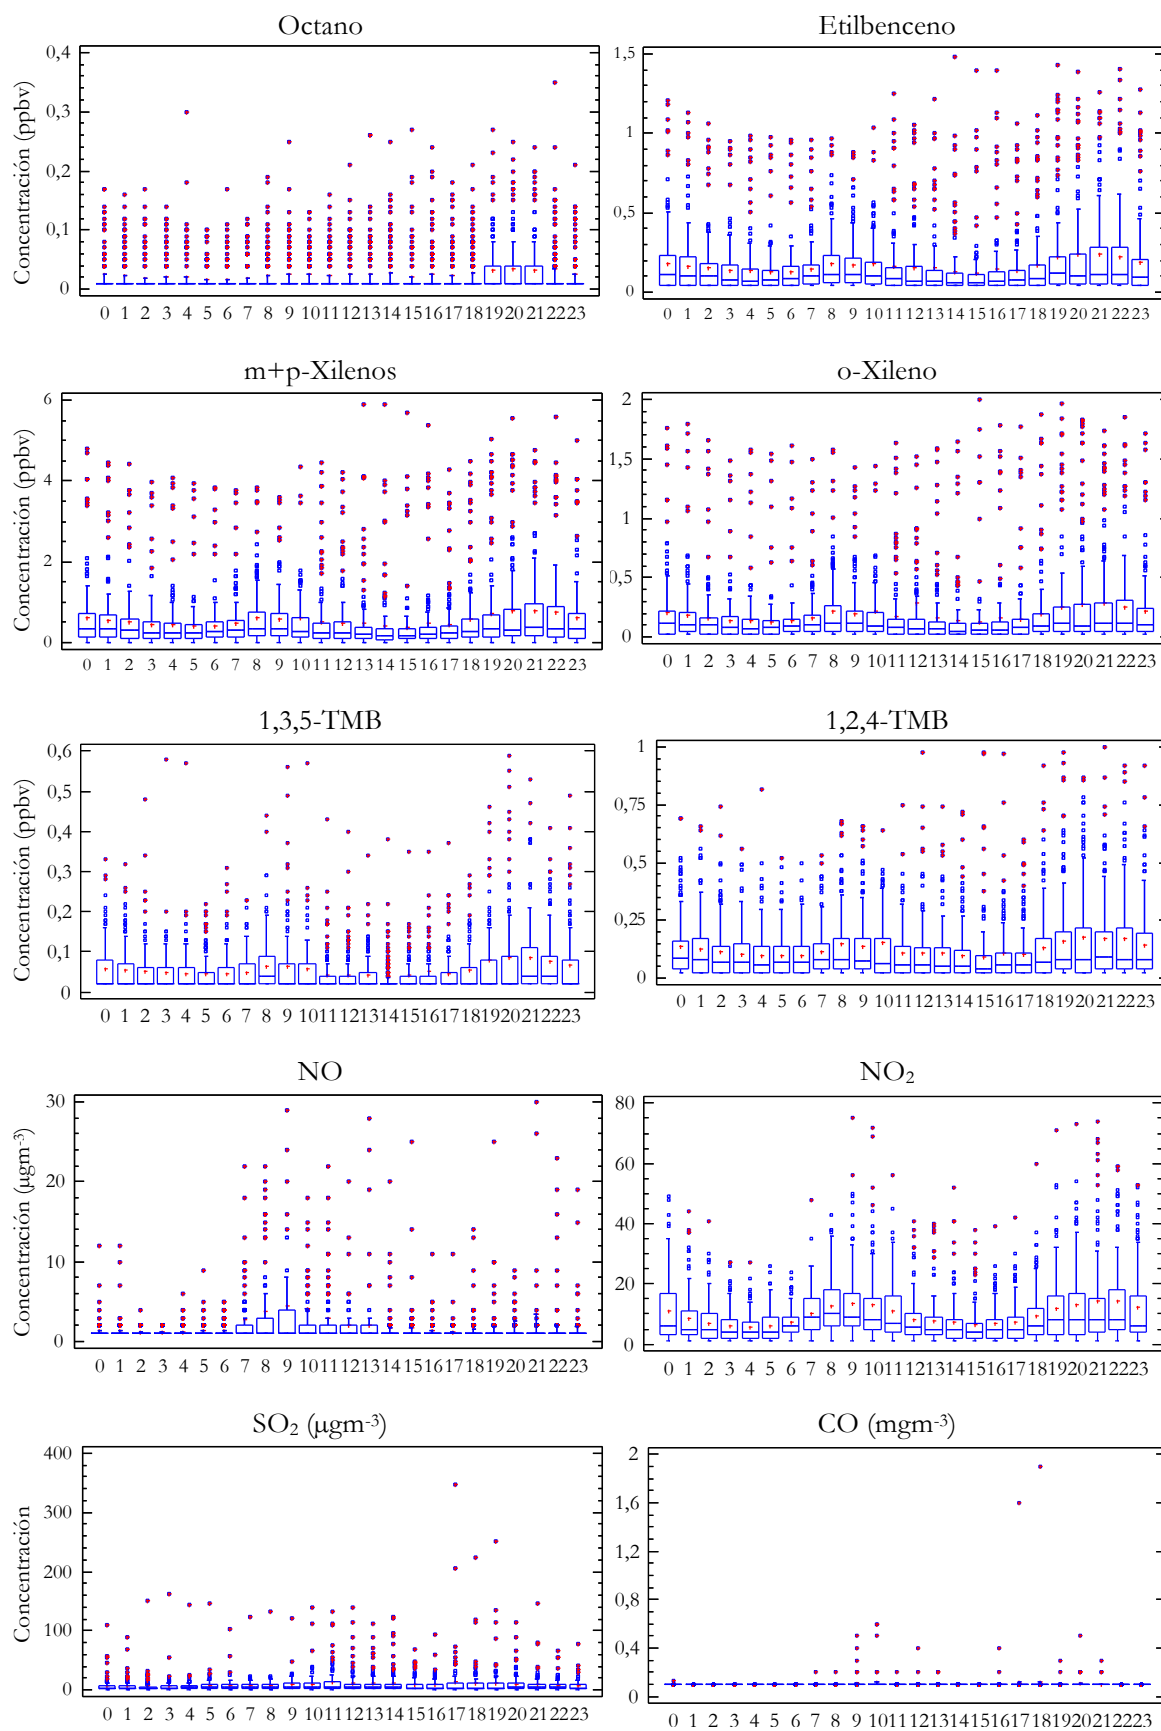 Octano Etilbenceno
Concentración (ppbv)
0,4
0,3
0,2
0,1
0
0 1 2 3 4 5 6 7 8 9 10 11 12 13 14 15 16 17 18 19 20 21 22 23
1,5
1
0,5
0
0 1 2 3 4 5 6 7 8 9 10 11 12 13 14 15 16 17 18 19 20 21 22 23
m+p-Xilenos o-Xileno
Concentración (ppbv)
6
4
2
0
0 1 2 3 4 5 6 7 8 9 10 11 12 13 14 15 16 17 18 19 20 21 22 23
2
1,5
1
0,5
0
0 1 2 3 4 5 6 7 8 9 10 11 12 13 14 15 16 17 18 19 20 21 22 23
1,3,5-TMB 1,2,4-TMB
Concentración (ppbv)
0,6
0,5
0,4
0,3
0,2
0,1
0
0 1 2 3 4 5 6 7 8 9 10 11 12 13 14 15 16 17 18 19 20 21 22 23
1
0,75
0,5
0,25
0
0 1 2 3 4 5 6 7 8 9 10 11 12 13 14 15 16 17 18 19 20 21 22 23
NO NO₂
Concentración (µgm⁻³)
30
20
10
0
0 1 2 3 4 5 6 7 8 9 10 11 12 13 14 15 16 17 18 19 20 21 22 23
80
60
40
20
0
0 1 2 3 4 5 6 7 8 9 10 11 12 13 14 15 16 17 18 19 20 21 22 23
SO₂ (µgm⁻³) CO (mgm⁻³)
Concentración
400
300
200
100
0
0 1 2 3 4 5 6 7 8 9 10 11 12 13 14 15 16 17 18 19 20 21 22 23
2
1,6
1,2
0,8
0,4
0
0 1 2 3 4 5 6 7 8 9 10 11 12 13 14 15 16 17 18 19 20 21 22 23